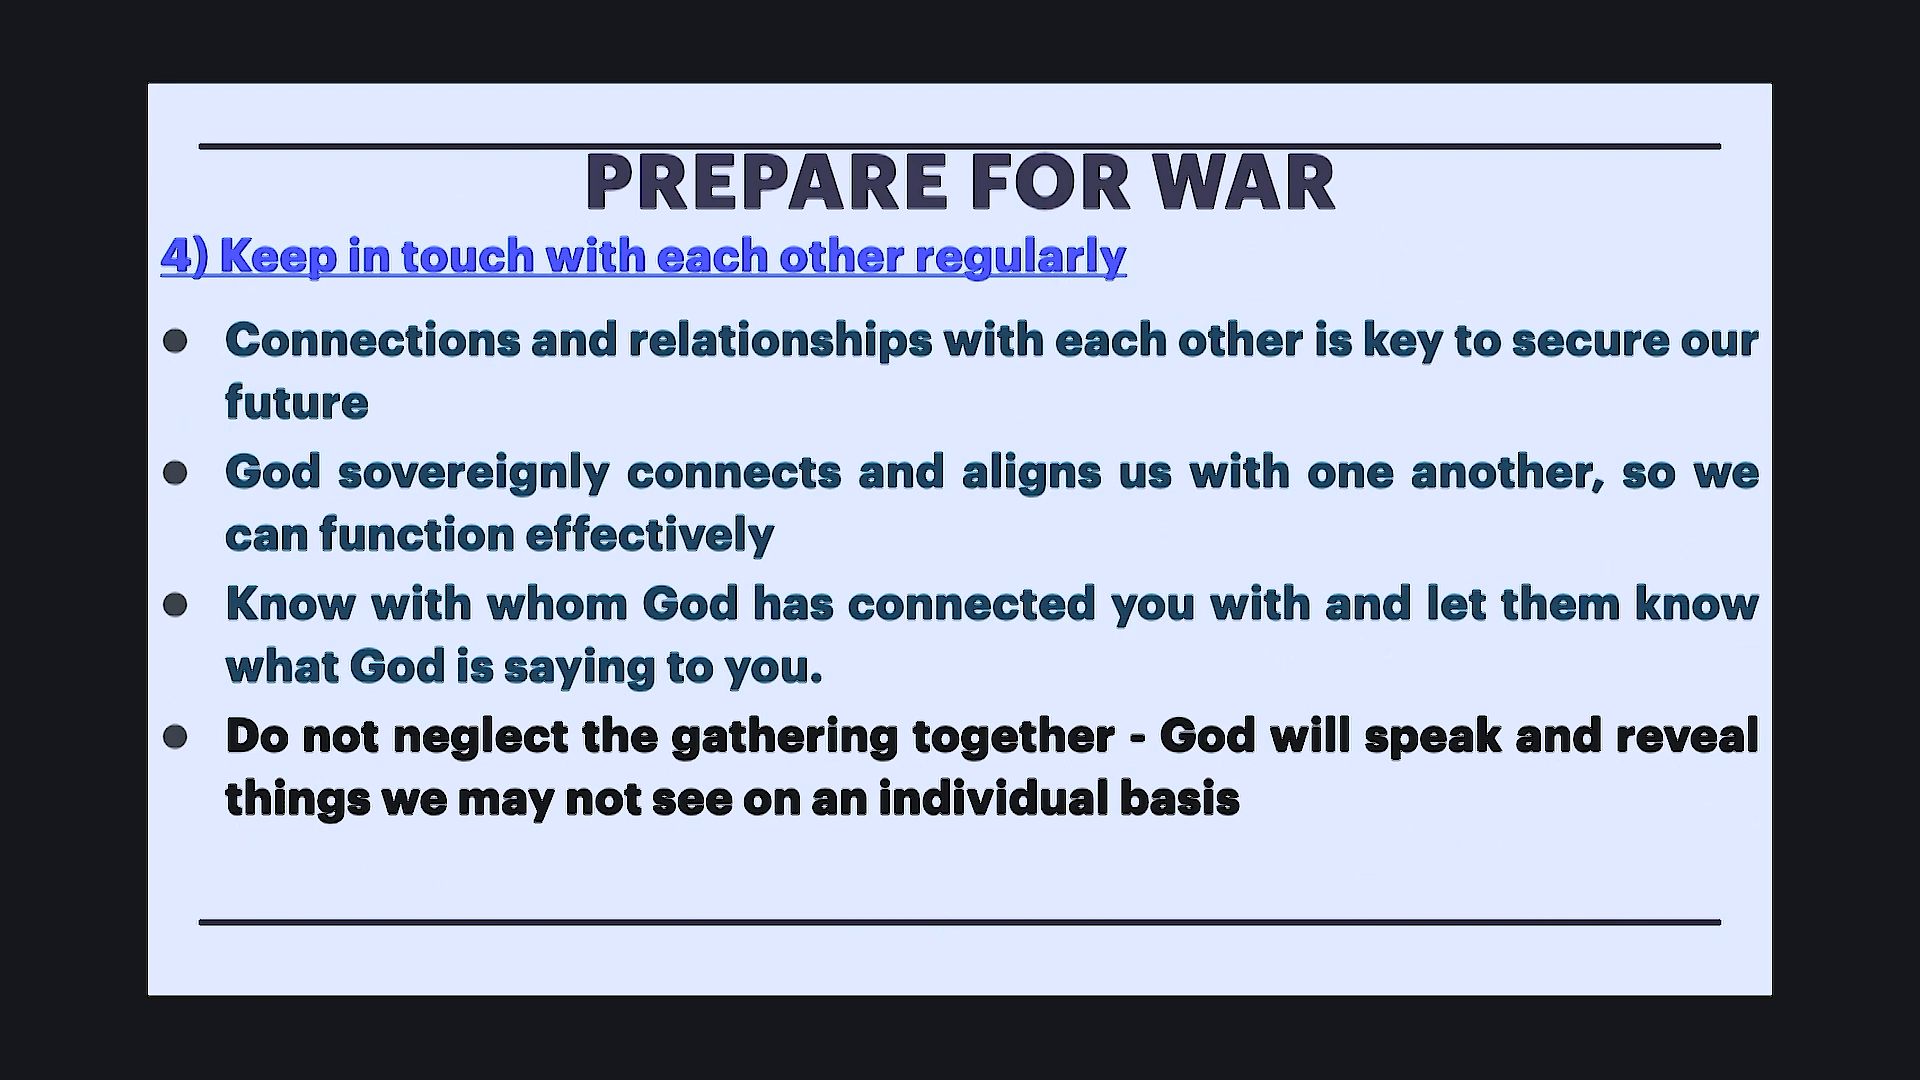 PREPARE FOR WAR
4) Keep in touch with each other regularly
● Connections and relationships with each other is key to secure our
future
● God sovereignly connects and aligns us with one another, so we
can function effectively
● Know with whom God has connected you with and let them know
what God is saying to you.
● Do not neglect the gathering together - God will speak and reveal
things we may not see on an individual basis